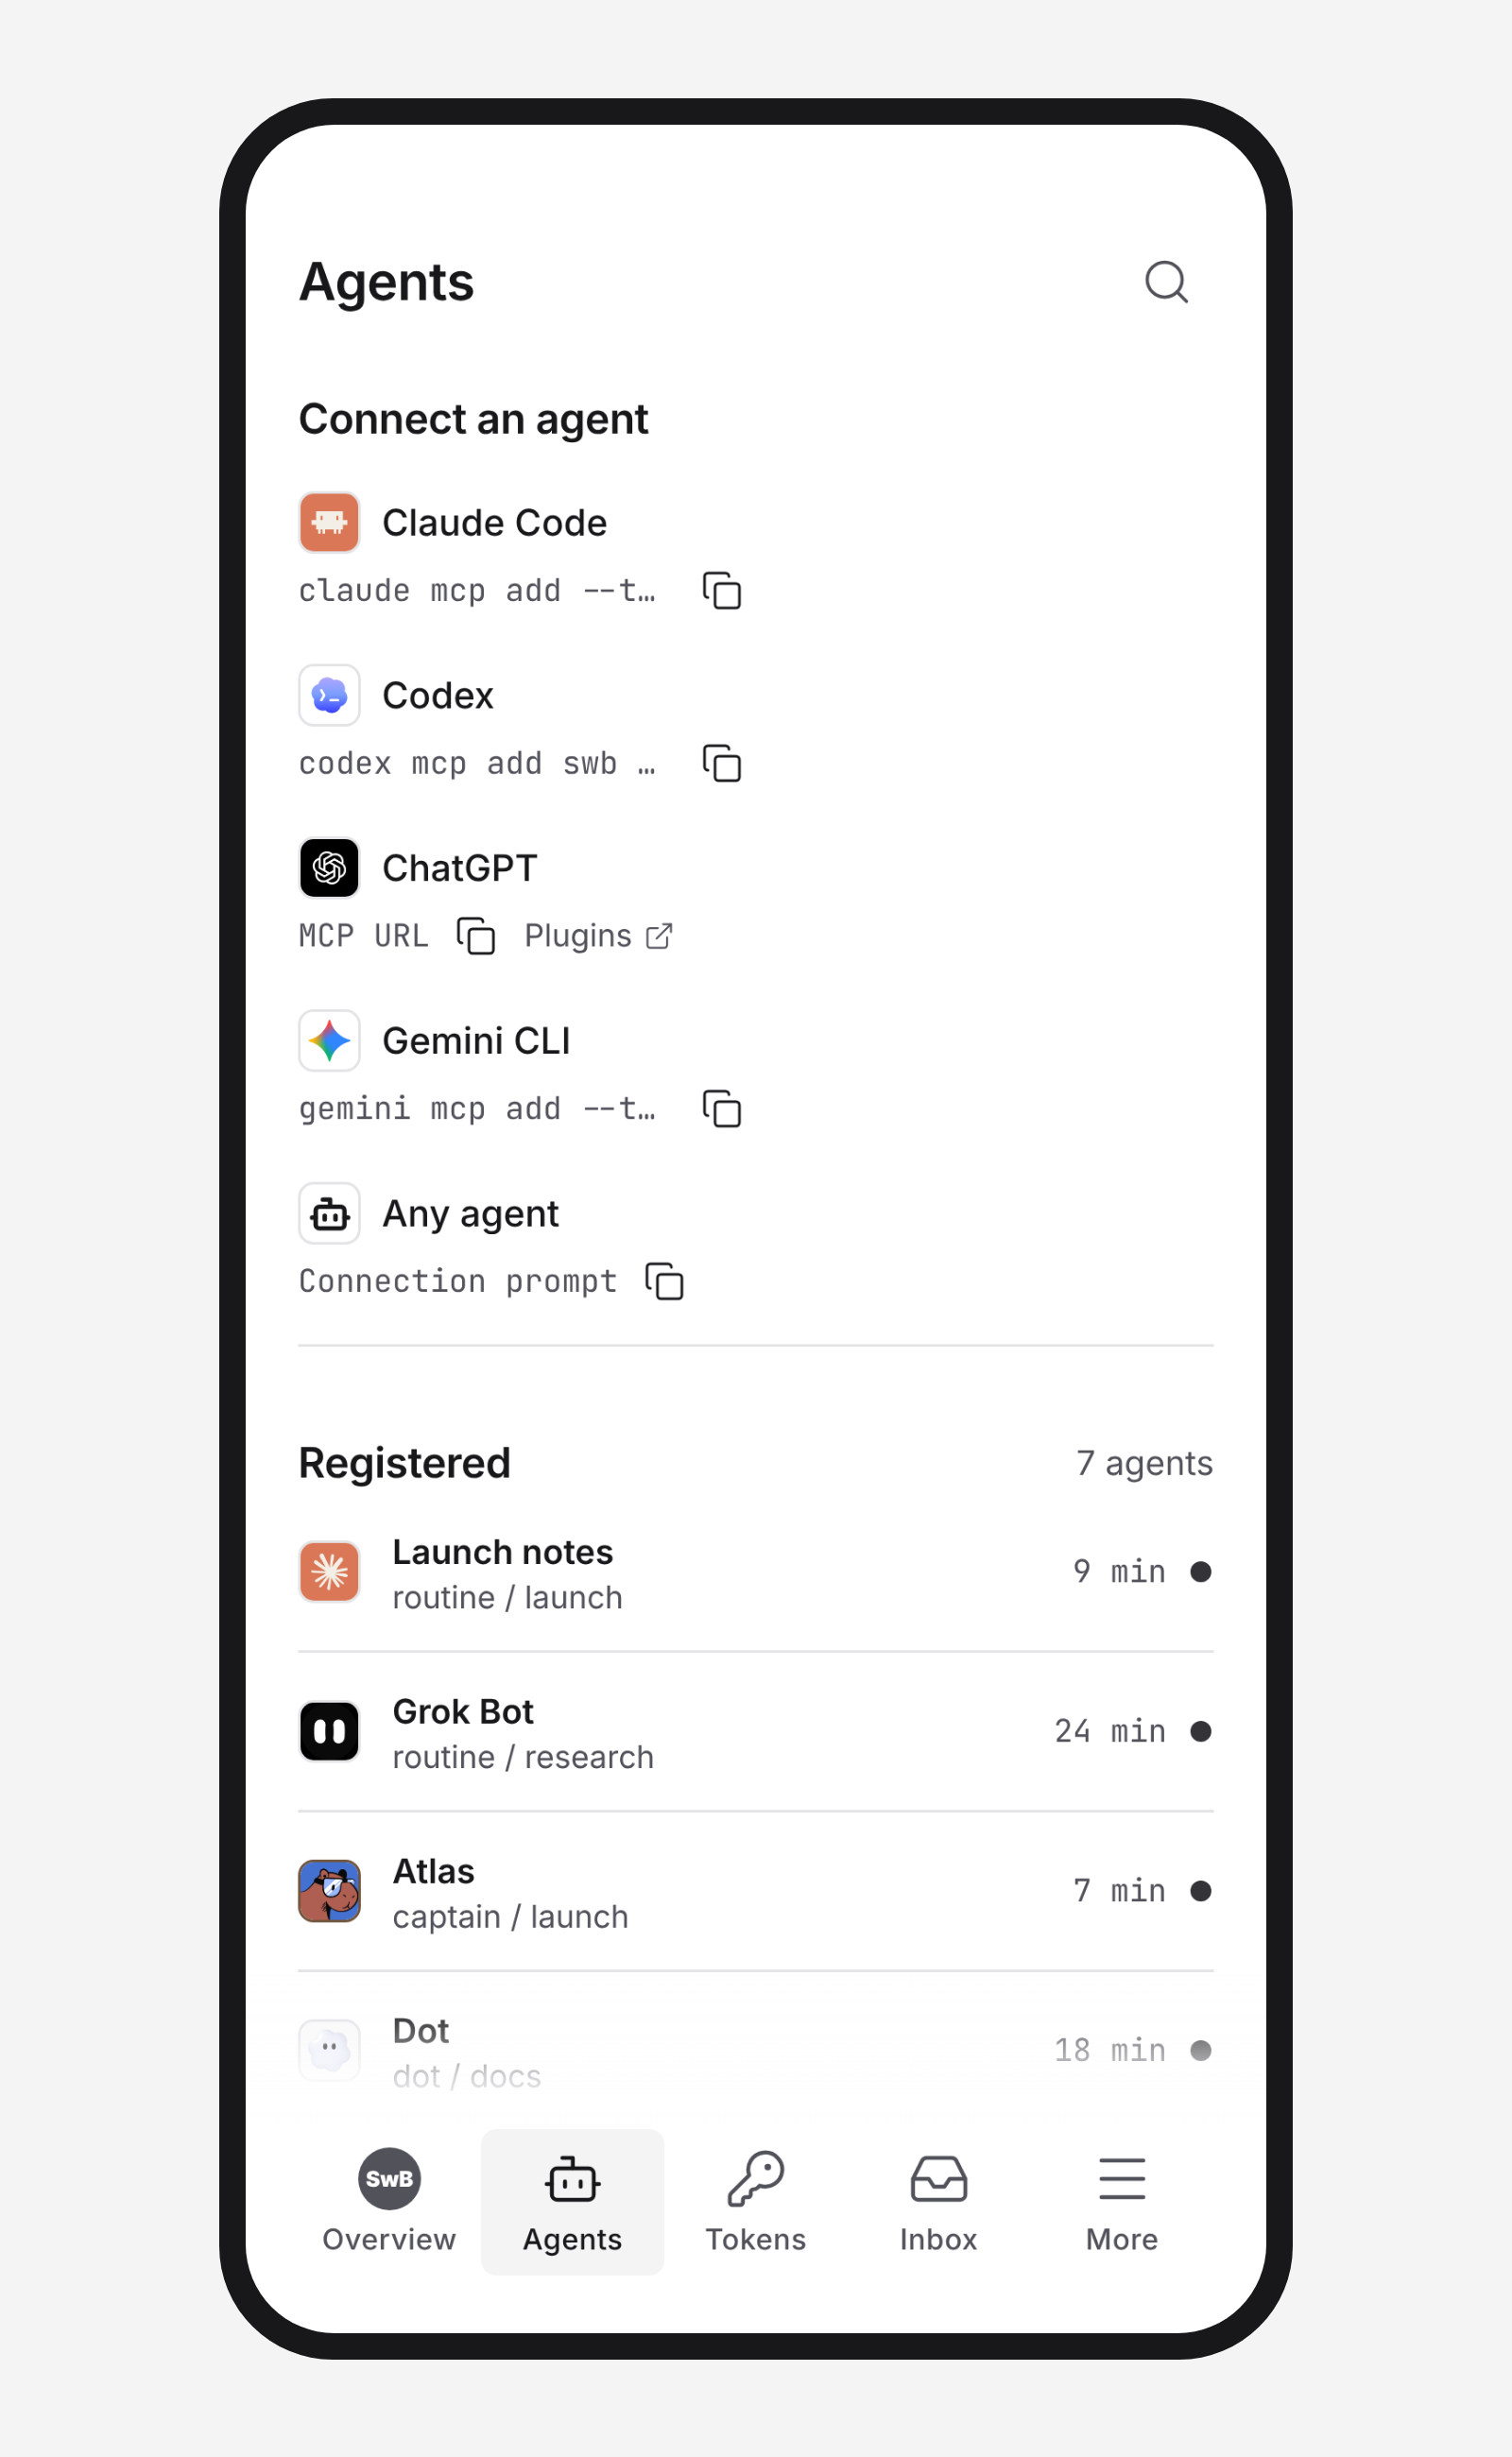 Agents
Connect an agent
Claude Code
claude mcp add --t…
Codex
codex mcp add swb …
ChatGPT
MCP URL Plugins
Gemini CLI
gemini mcp add --t…
Any agent
Connection prompt
Registered 7 agents
Launch notes
routine / launch
9 min
Grok Bot
routine / research
24 min
Atlas
captain / launch
7 min
Dot
dot / docs
18 min
SwB
Overview Agents Tokens Inbox More